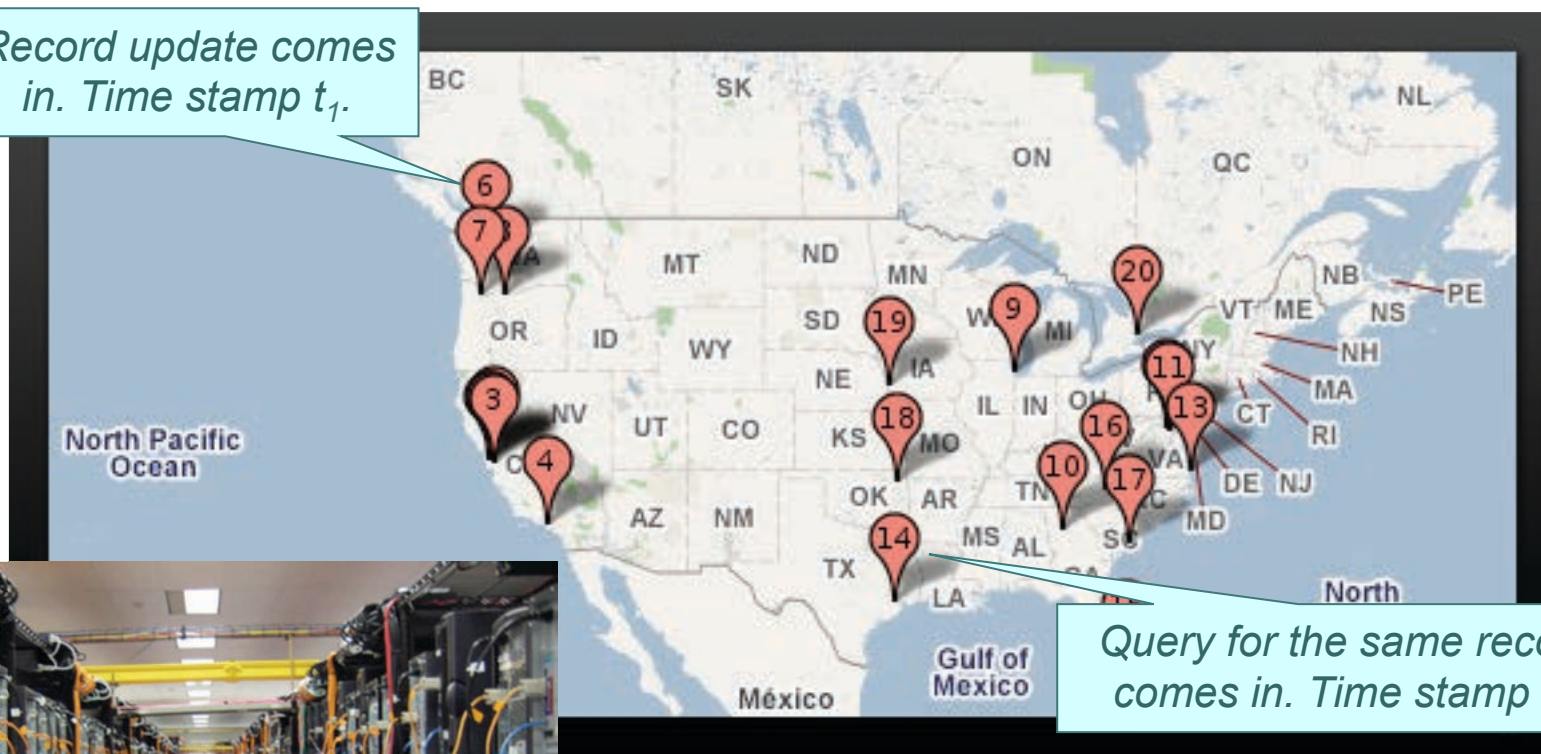 Record update comes
in. Time stamp t₁.
BC
SK
NL
ON
QC
6
7
MT
ND
MN
20
NB
PE
OR
ID
SD
19
9
MI
VT
ME
NS
WY
NY
NH
IA
NE
11
MA
3
NV
UT
CO
IL
IN
OH
13
CT
RI
North Pacific
Ocean
4
KS
18
MO
16
VA
DE
NJ
10
TN
17
OK
AR
MD
AZ
NM
MS
AL
SC
14
TX
LA
North
Gulf of
Mexico
México
Query for the same
comes in. Time stamp